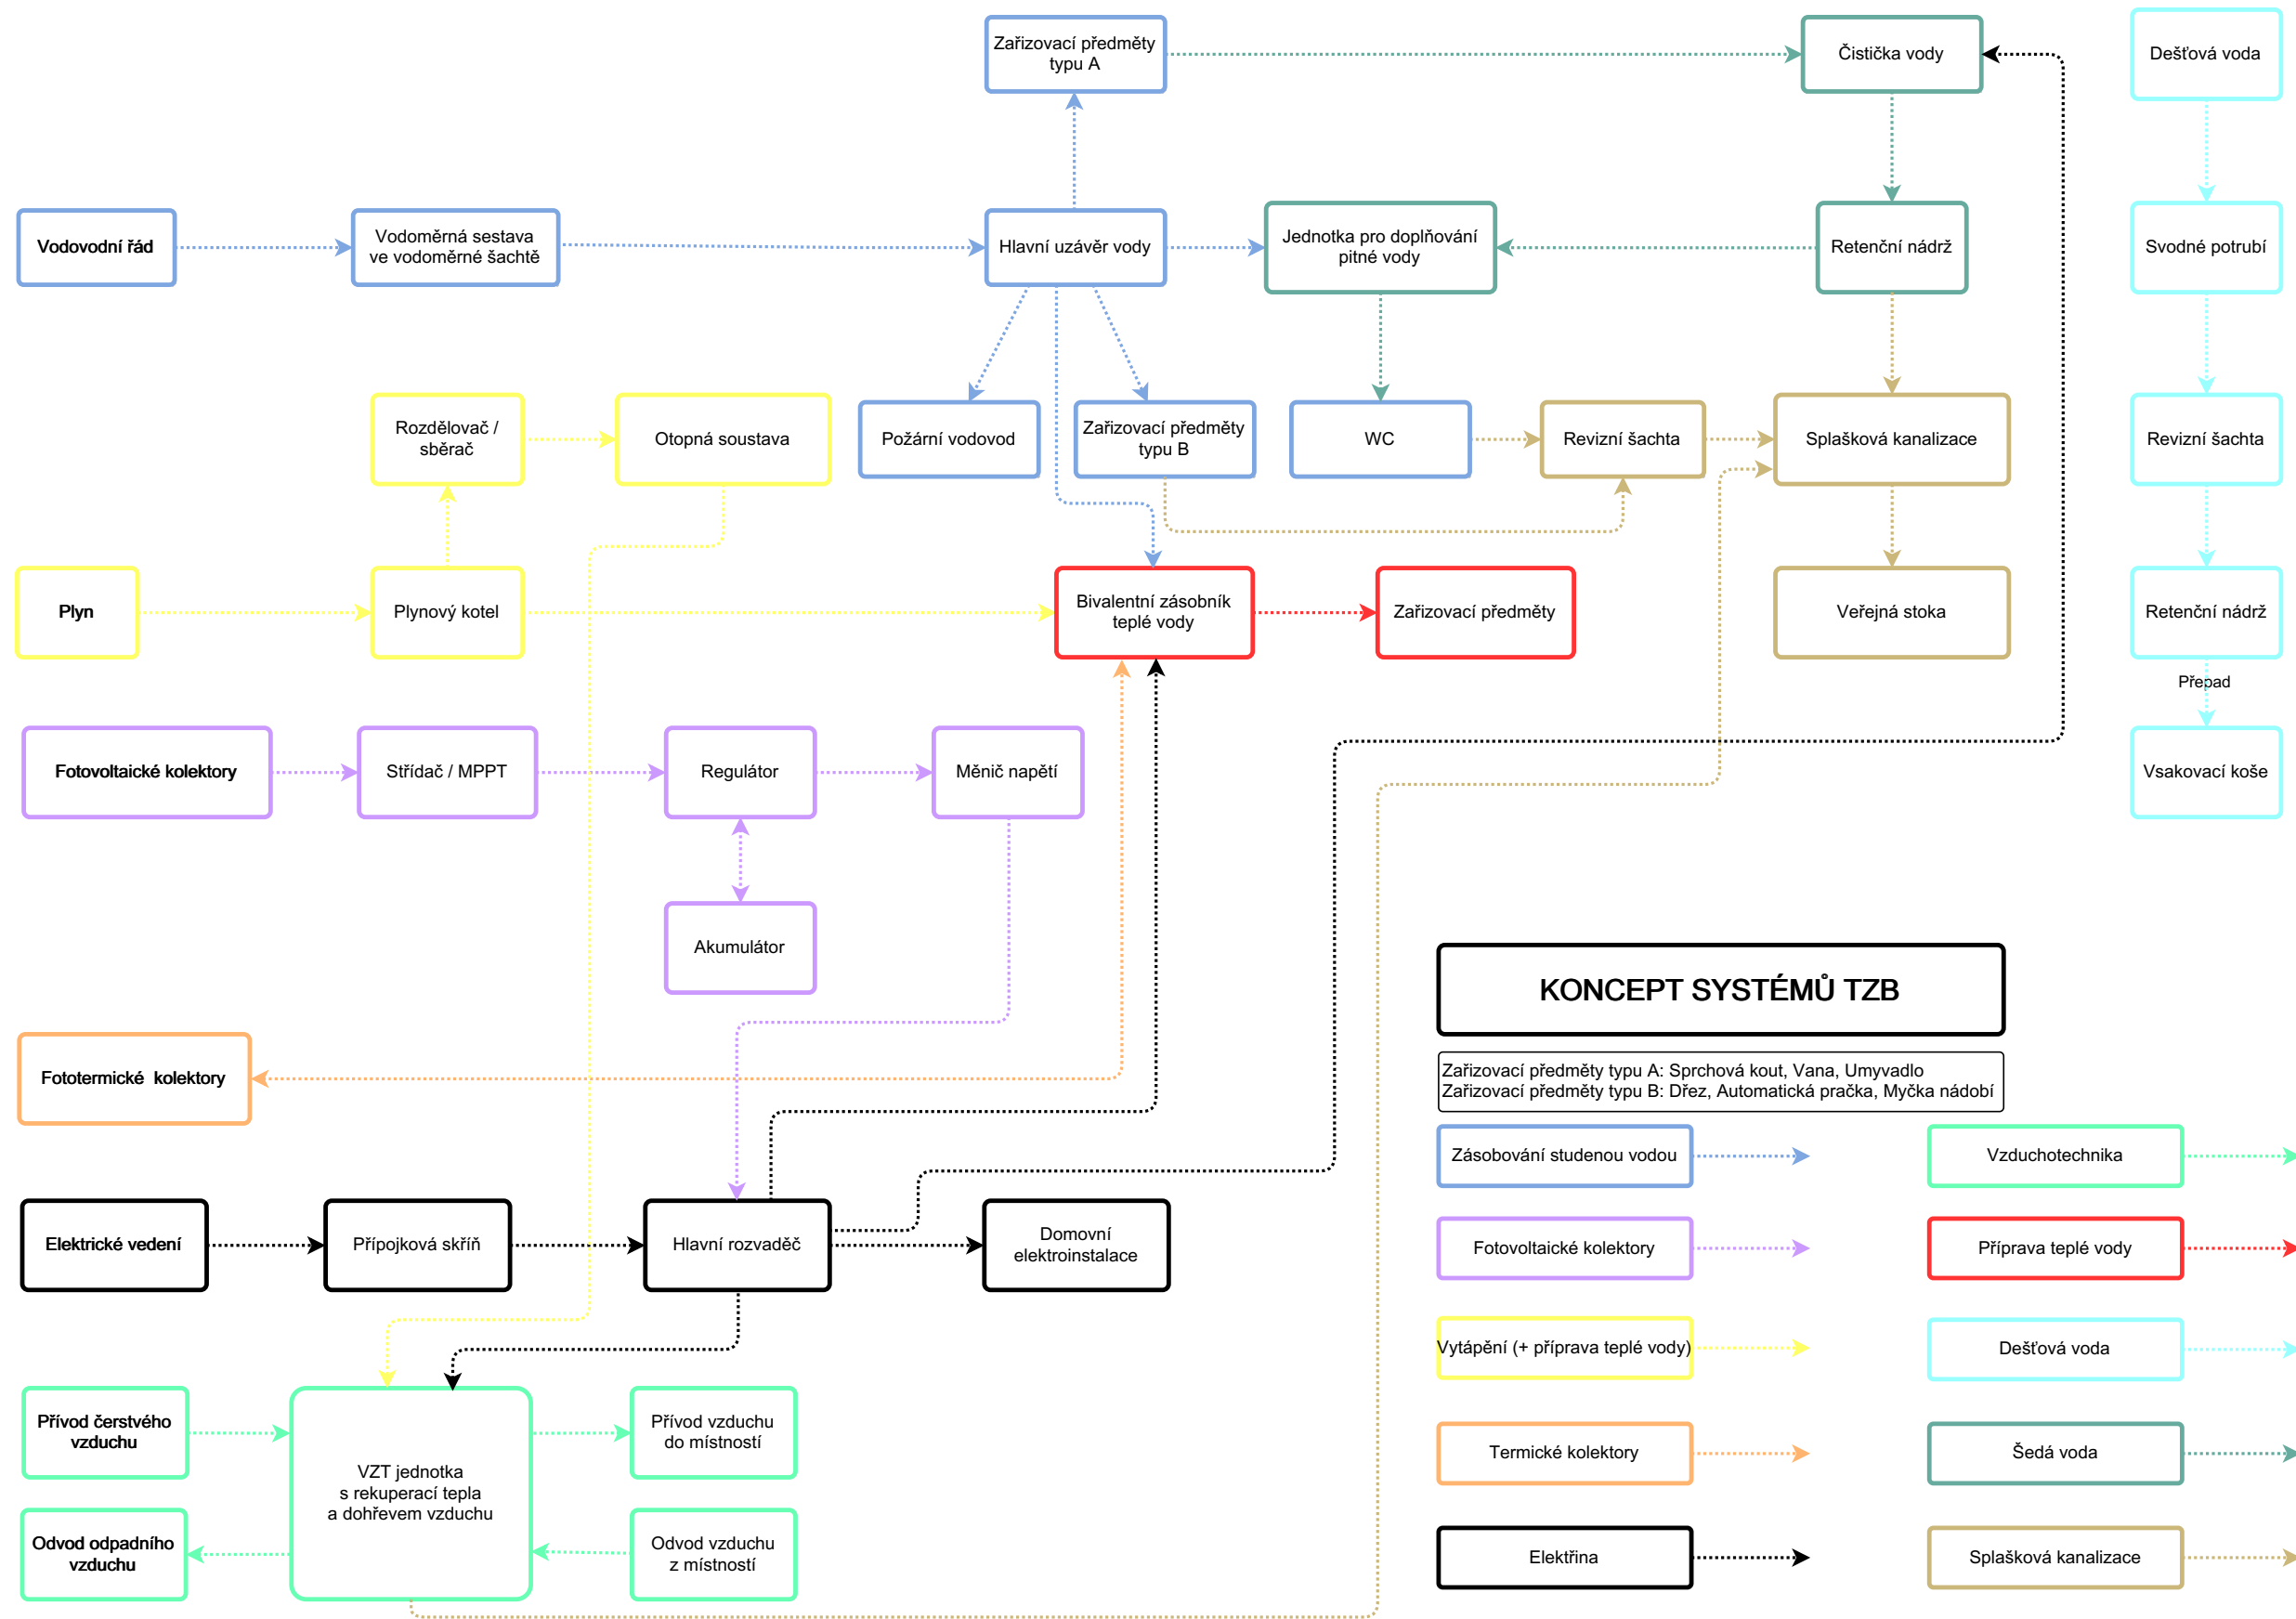 Zařizovací předměty
typu A
Čistička vody
Dešťová voda
Vodovodní řád
Vodoměrná sestava
ve vodoměrné šachtě
Hlavní uzávěr vody
Jednotka pro doplňování
pitné vody
Retenční nádrž
Svodné potrubí
Rozdělovač /
sběrač
Otopná soustava
Požární vodovod
Zařizovací předměty
typu B
WC
Revizní šachta
Splašková kanalizace
Revizní šachta
Plyn
Plynový kotel
Bivalentní zásobník
teplé vody
Zařizovací předměty
Veřejná stoka
Retenční nádrž
Přepad
Fotovoltaické kolektory
Střídač / MPPT
Regulátor
Měnič napětí
Vsakovací koše
Akumulátor
KONCEPT SYSTÉMŮ TZB
Fototermické kolektory
Zařizovací předměty typu A: Sprchová kout, Vana, Umyvadlo
Zařizovací předměty typu B: Dřez, Automatická pračka, Myčka nádobí
Zásobování studenou vodou
Vzduchotechnika
Elektrické vedení
Přípojková skříň
Hlavní rozvaděč
Domovní
elektroinstalace
Fotovoltaické kolektory
Příprava teplé vody
Vytápění (+ příprava teplé vody)
Dešťová voda
Přívod čerstvého
vzduchu
VZT jednotka
s rekuperací tepla
a dohřevem vzduchu
Přívod vzduchu
do místností
Termické kolektory
Šedá voda
Odvod odpadního
vzduchu
Odvod vzduchu
z místností
Elektřina
Splašková kanalizace